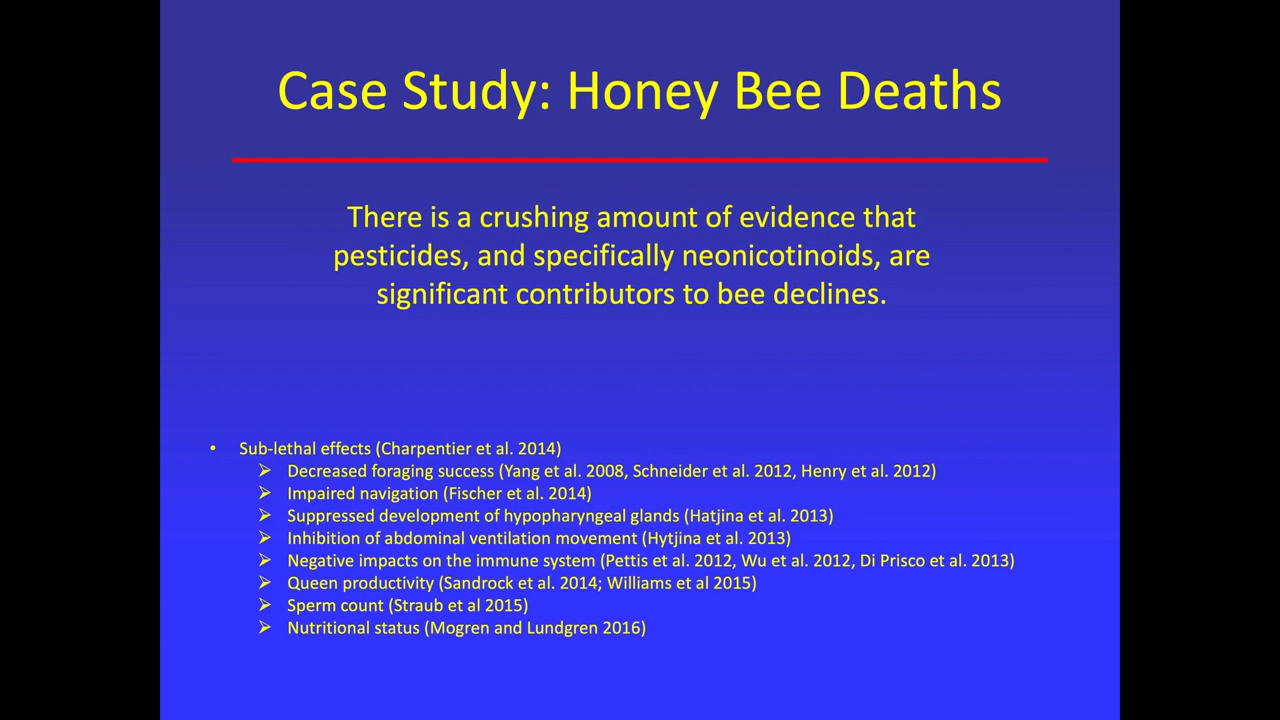 Case Study: Honey Bee Deaths
There is a crushing amount of evidence that
pesticides, and specifically neonicotinoids, are
significant contributors to bee declines.
• Sub-lethal effects (Charpentier et al. 2014)
➢ Decreased foraging success (Yang et al. 2008, Schneider et al. 2012, Henry et al. 2012)
➢ Impaired navigation (Fischer et al. 2014)
➢ Suppressed development of hypopharyngeal glands (Hatjina et al. 2013)
➢ Inhibition of abdominal ventilation movement (Hytjina et al. 2013)
➢ Negative impacts on the immune system (Pettis et al. 2012, Wu et al. 2012, Di Prisco et al. 2013)
➢ Queen productivity (Sandrock et al. 2014; Williams et al 2015)
➢ Sperm count (Straub et al 2015)
➢ Nutritional status (Mogren and Lundgren 2016)